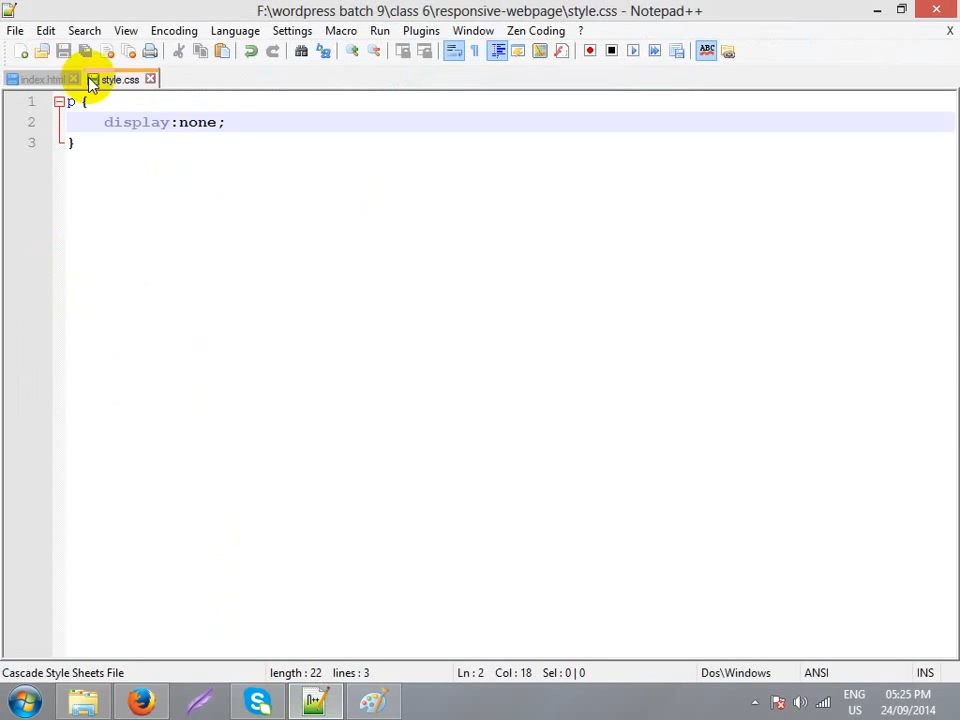 F:\wordpress batch 9\class 6\responsive-webpage\style.css - Notepad++
File Edit Search View Encoding Language Settings Macro Run Plugins Window Zen Coding ? X
index.html style.css
1 p {
2 display:none;
3 }
Cascade Style Sheets File length : 22 lines : 3 Ln : 2 Col : 18 Sel : 0 | 0 Dos\Windows ANSI INS
ENG 05:25 PM
US 24/09/2014